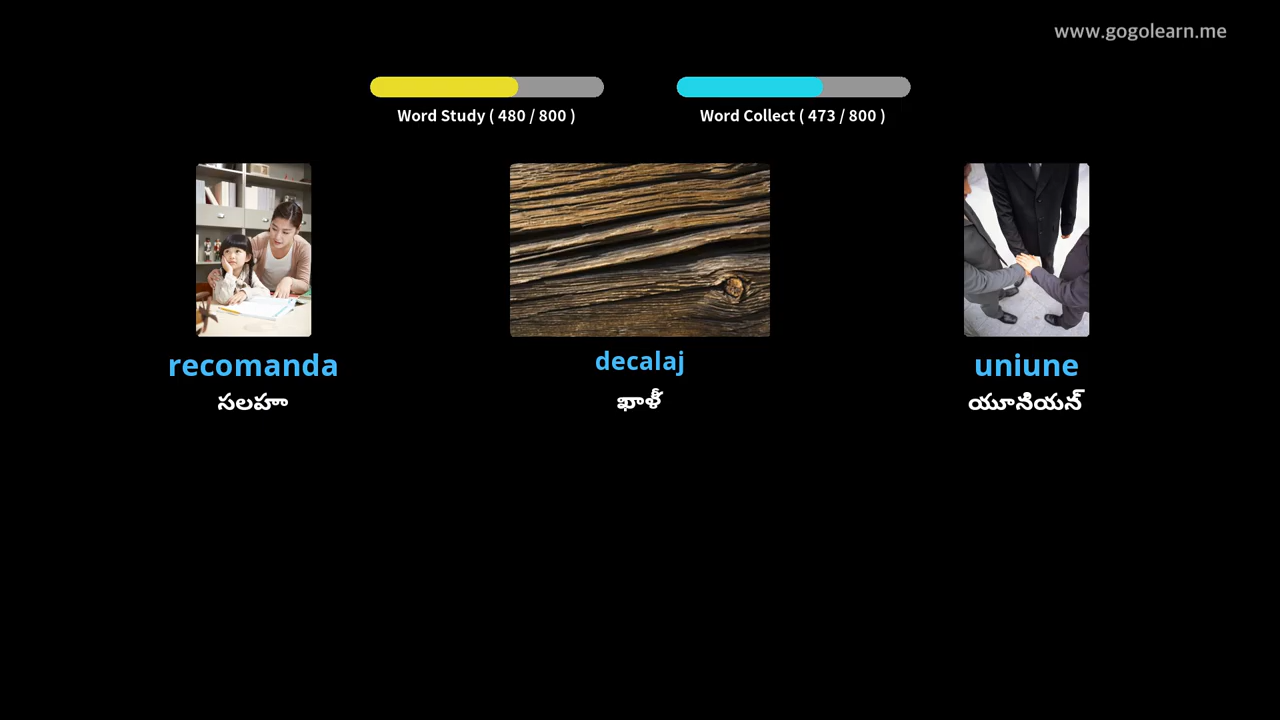 www.gogolearn.me
Word Study ( 480 / 800 )
Word Collect ( 473 / 800 )
recomanda
సలహా
decalaj
ఖాళీ
uniune
యూనియన్